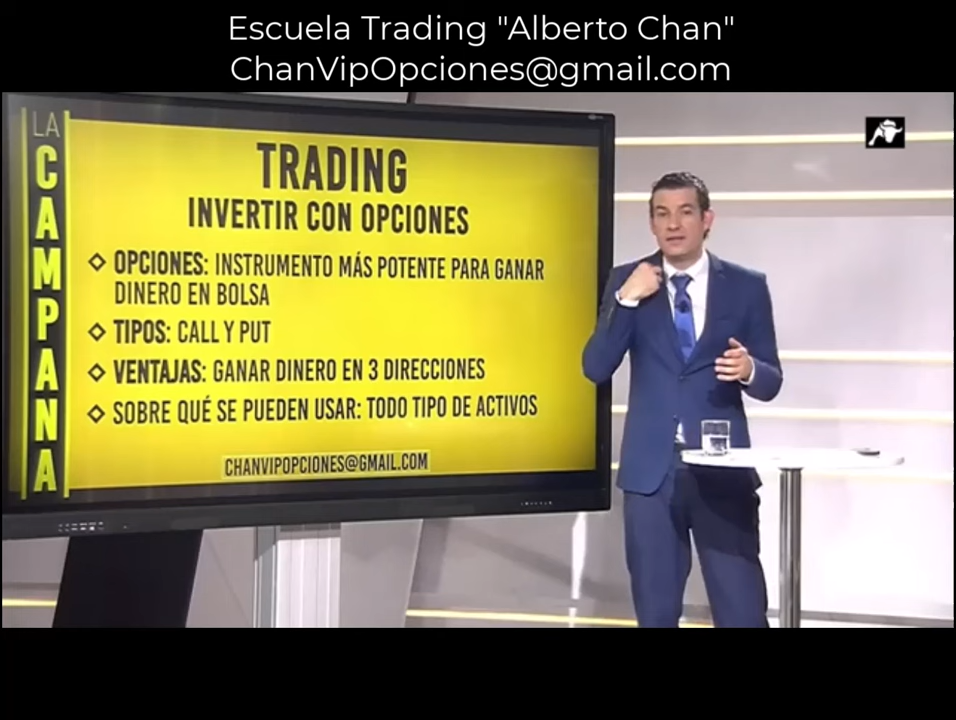 Escuela Trading "Alberto Chan"
ChanVipOpciones@gmail.com
LA CAMPANA
TRADING
INVERTIR CON OPCIONES
OPCIONES: INSTRUMENTO MÁS POTENTE PARA GANAR
DINERO EN BOLSA
TIPOS: CALL Y PUT
VENTAJAS: GANAR DINERO EN 3 DIRECCIONES
SOBRE QUÉ SE PUEDEN USAR: TODO TIPO DE ACTIVOS
CHANVIPOPCIONES@GMAIL.COM